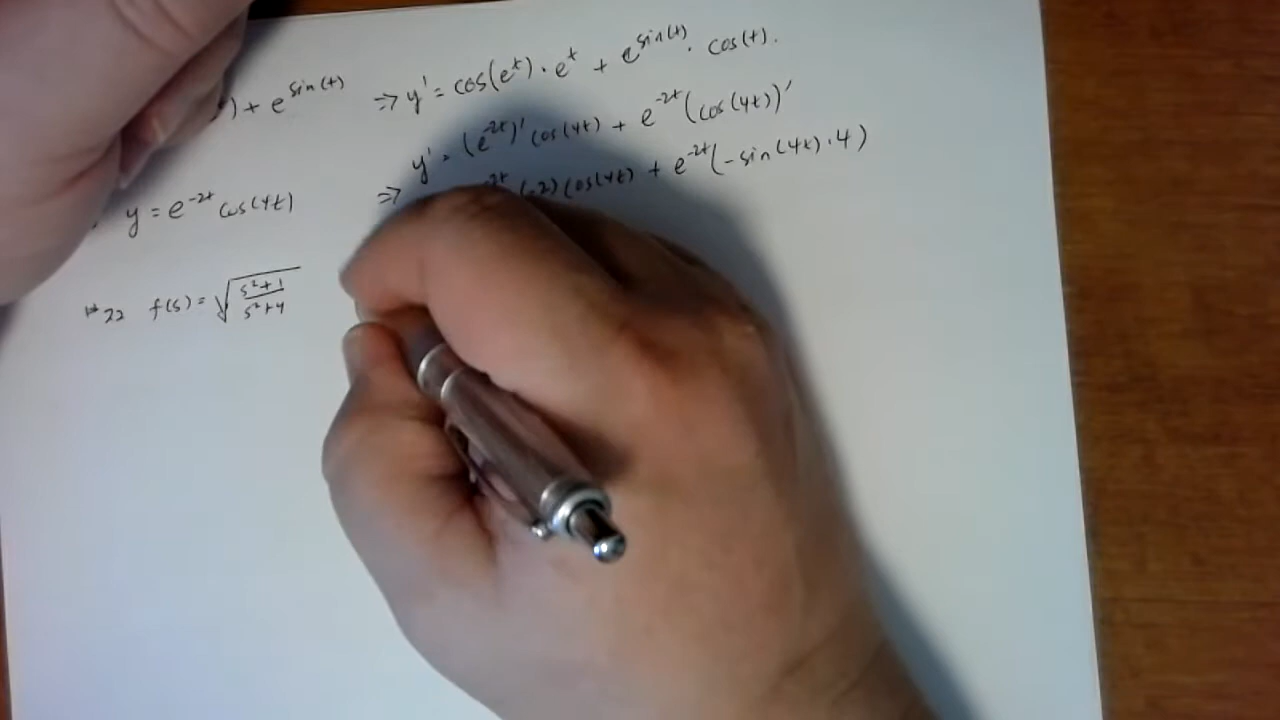 ) + e^{sin(t)} => y' = cos(e^t) · e^t + e^{sin(t)} · cos(t).
y' = (e^{-2t})' cos(4t) + e^{-2t}(cos(4t))'
y = e^{-2t} cos(4t) => e^{-2t}(-2) cos(4t) + e^{-2t}(-sin(4t)·4)
#22 f(s) = √((s²+1)/(s²+4))